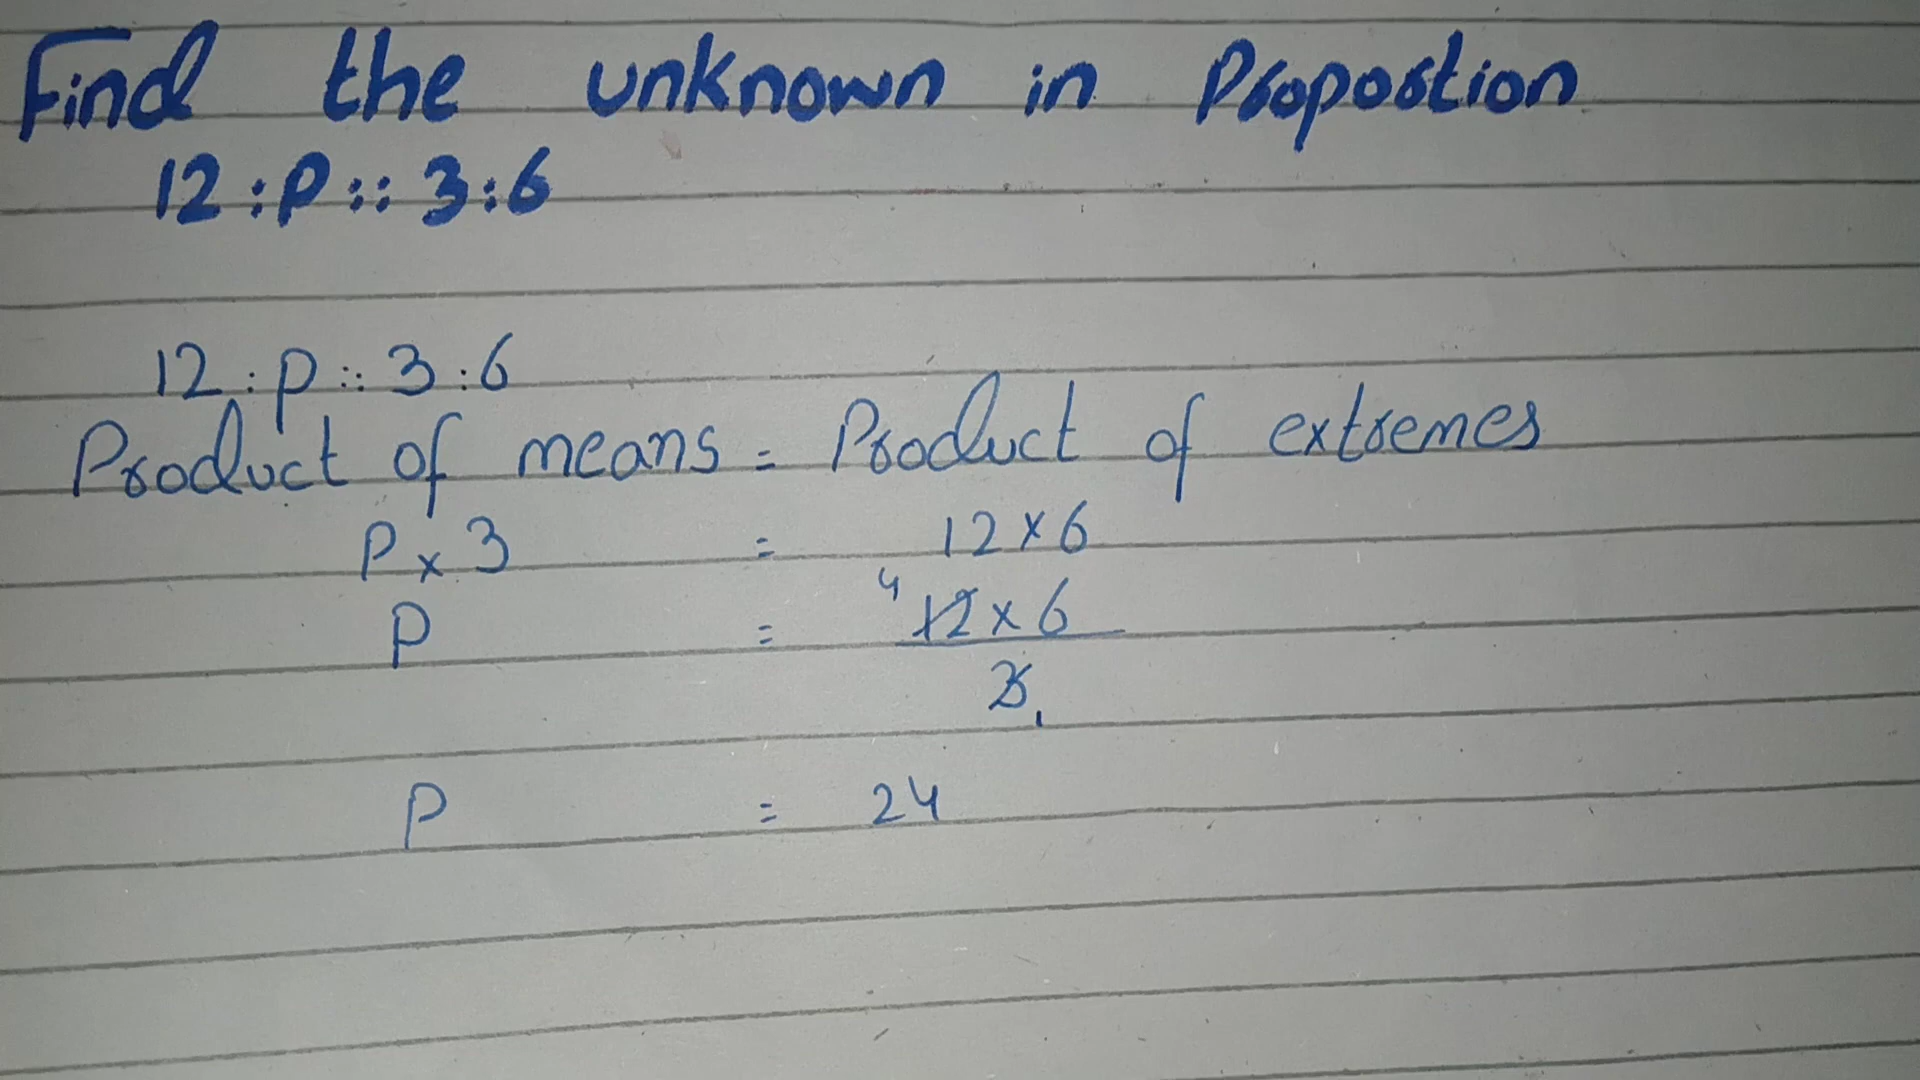 Find the unknown in Proportion
12:P::3:6
12:p::3:6
Product of means = Product of extremes
P×3 = 12×6
4
P = 12×6
3 1
P = 24